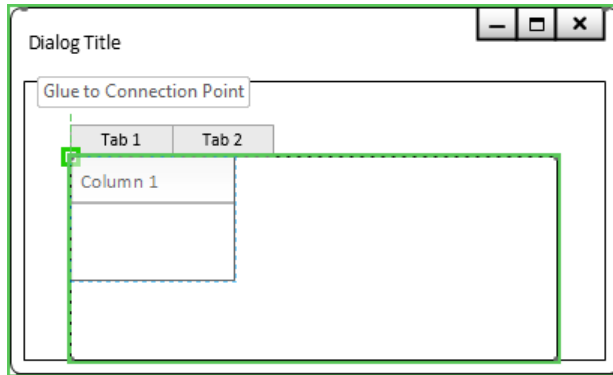 Dialog Title
Glue to Connection Point
Tab 1 Tab 2
Column 1